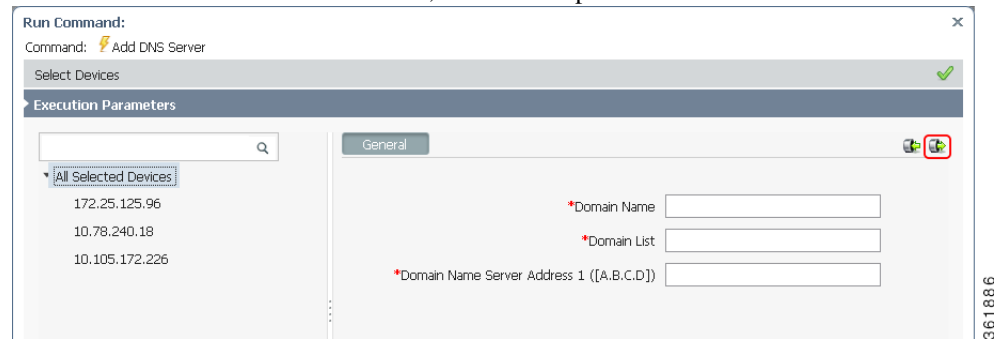 Run Command:
Command: Add DNS Server
Select Devices
Execution Parameters
General
All Selected Devices
172.25.125.96
10.78.240.18
10.105.172.226
*Domain Name
*Domain List
*Domain Name Server Address 1 ([A.B.C.D])
361886